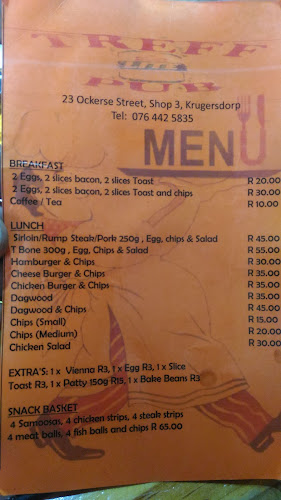 TREFF
PUB
23 Ockerse Street, Shop 3, Krugersdorp
Tel: 076 442 5835
MENU
BREAKFAST
2 Eggs, 2 slices bacon, 2 slices Toast R 20.00
2 Eggs, 2 slices bacon, 2 slices Toast and chips R 30.00
Coffee / Tea R 10.00
LUNCH
Sirloin/Rump Steak/Pork 250g , Egg, chips & Salad R 45.00
T Bone 300g , Egg, Chips & Salad R 55.00
Hamburger & Chips R 30.00
Cheese Burger & Chips R 35.00
Chicken Burger & Chips R 35.00
Dagwood R 35.00
Dagwood & Chips R 45.00
Chips (Small) R 15.00
Chips (Medium) R 20.00
Chicken Salad R 30.00
EXTRA'S: 1 x Vienna R3, 1 x Egg R3, 1 x Slice
Toast R3, 1 x Patty 150g R15, 1 x Bake Beans R3
SNACK BASKET
4 Samoosas, 4 chicken strips, 4 steak strips
4 meat balls, 4 fish balls and chips R 65.00